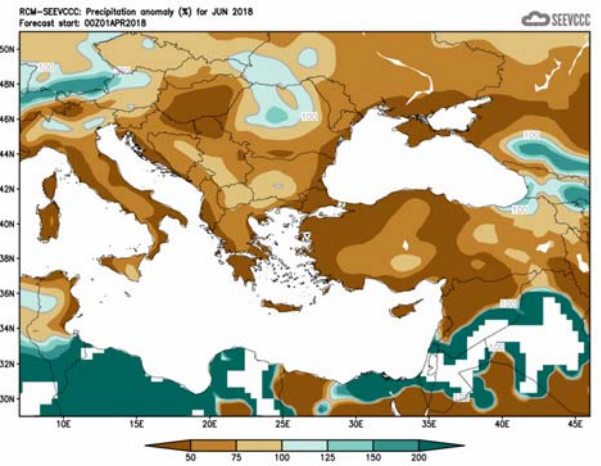 RCM-SEEVCCC: Precipitation anomaly (%) for JUN 2018
Forecast start: 00Z01APR2018
SEEVCCC
50N
48N
46N
44N
42N
40N
38N
36N
34N
32N
30N
100
100
100
100
100
100
100
10E
15E
20E
25E
30E
35E
40E
45E
50
75
100
125
150
200